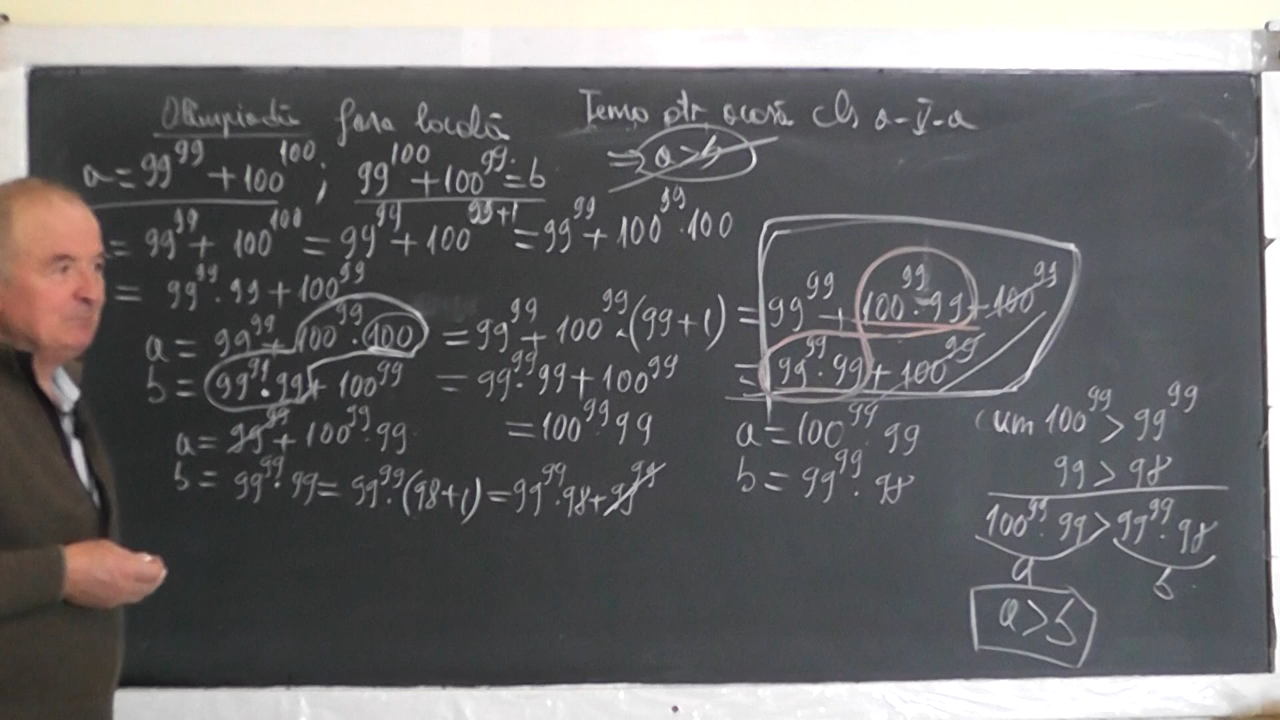 Olimpiadă faza locală Temă ptr acasă cls a-V-a
a = 99^99 + 100^100 ; 99^100 + 100^99 = b ⇒ a > b
= 99^99 + 100^100 = 99^99 + 100^(99+1) = 99^99 + 100^99 · 100
= 99^99 · 99 + 100^99
a = 99^99 + 100^99 · 100 = 99^99 + 100^99 · (99+1) = 99^99 + 100^99 · 99 + 100^99
b = 99^99 · 99 + 100^99 = 99^99 · 99 + 100^99 = 99^99 · 99 + 100^99
a = 99^99 + 100^99 · 99 = 100^99 · 99
b = 99^99 · 99 = 99^99 · (98+1) = 99^99 · 98 + 99^99
a = 100^99 · 99
b = 99^99 · 98
Cum 100^99 > 99^99
99 > 98
100^99 · 99 > 99^99 · 98
a b
a > b